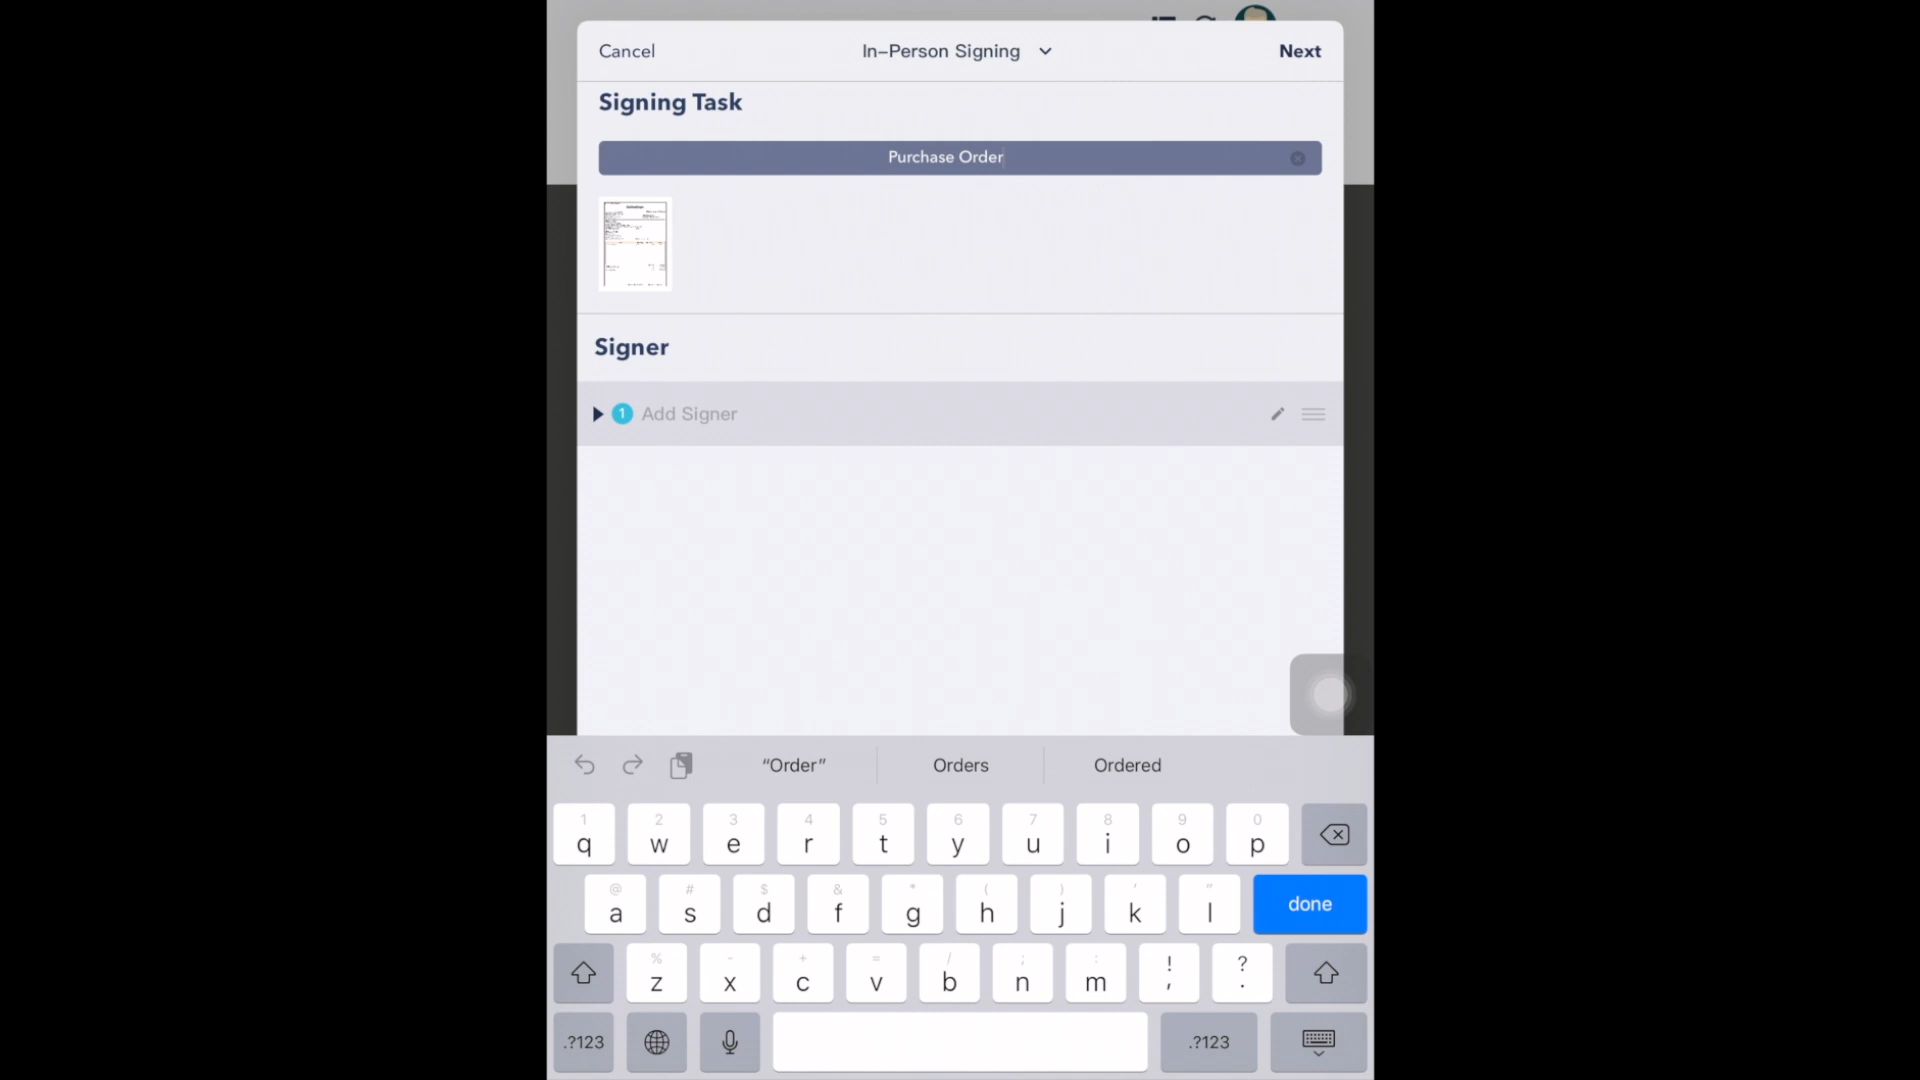 Cancel
In-Person Signing
Next
Signing Task
Purchase Order
Signer
1 Add Signer
“Order”
Orders
Ordered
1 2 3 4 5 6 7 8 9 0
q w e r t y u i o p
@ # $ & * ( ) ' "
a s d f g h j k l
done
% - + = / ; : ! ?
z x c v b n m , .
.?123
.?123